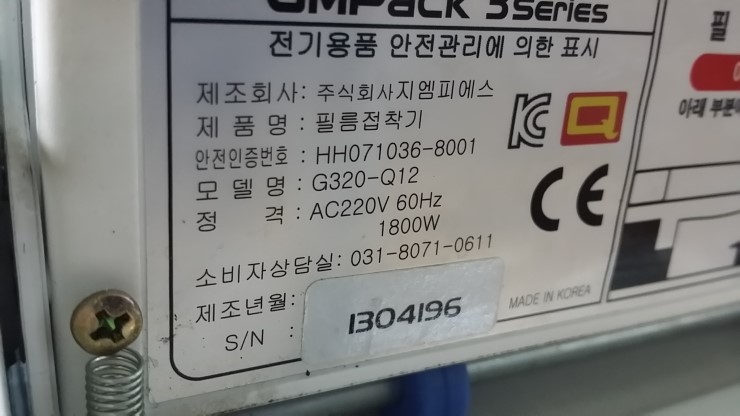 GMPack 3series
전기용품 안전관리에 의한 표시
제조회사: 주식회사지엠피에스
제 품 명 : 필름접착기
안전인증번호 : HH071036-8001
모 델 명 : G320-Q12
정 격 : AC220V 60Hz
1800W
소비자상담실: 031-8071-0611
제조년월:
S/N :
1304196
KC
Q
CE
MADE IN KOREA
필
아래 부분에